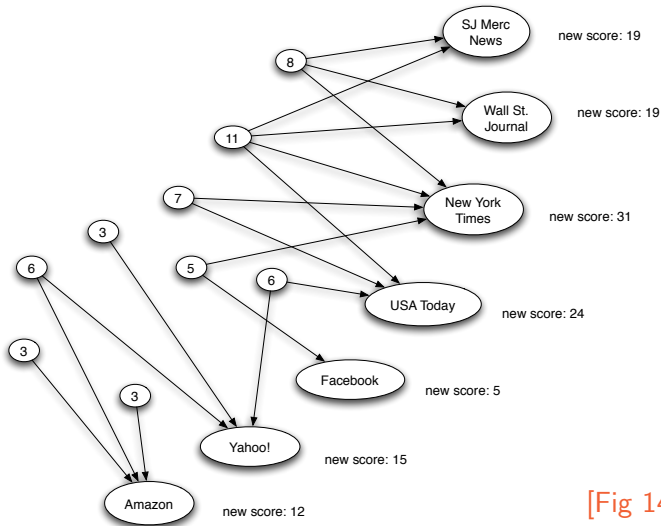 SJ Merc
News
new score: 19
8
Wall St.
Journal
new score: 19
11
7
New York
Times
new score: 31
3
6
5
6
USA Today
new score: 24
3
Facebook
new score: 5
3
Yahoo!
new score: 15
Amazon
new score: 12
[Fig 14